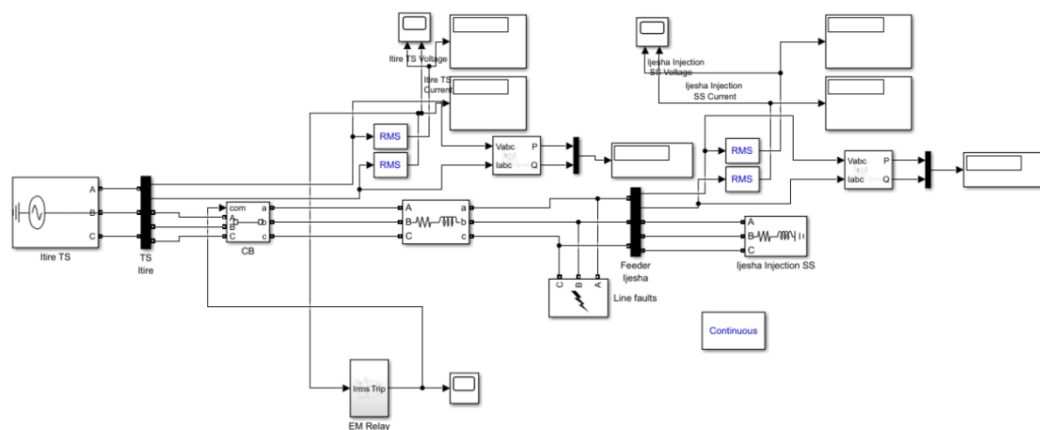 Itire TS Voltage
Itire TS
Current
Ijesha Injection
SS Voltage
Ijesha Injection
SS Current
RMS
RMS
Vabc
Iabc
P
Q
RMS
RMS
Vabc
Iabc
P
Q
A
B
C
Itire TS
TS
Itire
com
A
B
C
a
b
c
CB
A
B
C
a
b
c
C
B
A
Line faults
Feeder
Ijesha
A
B
C
Ijesha Injection SS
Continuous
Irms Trip
EM Relay